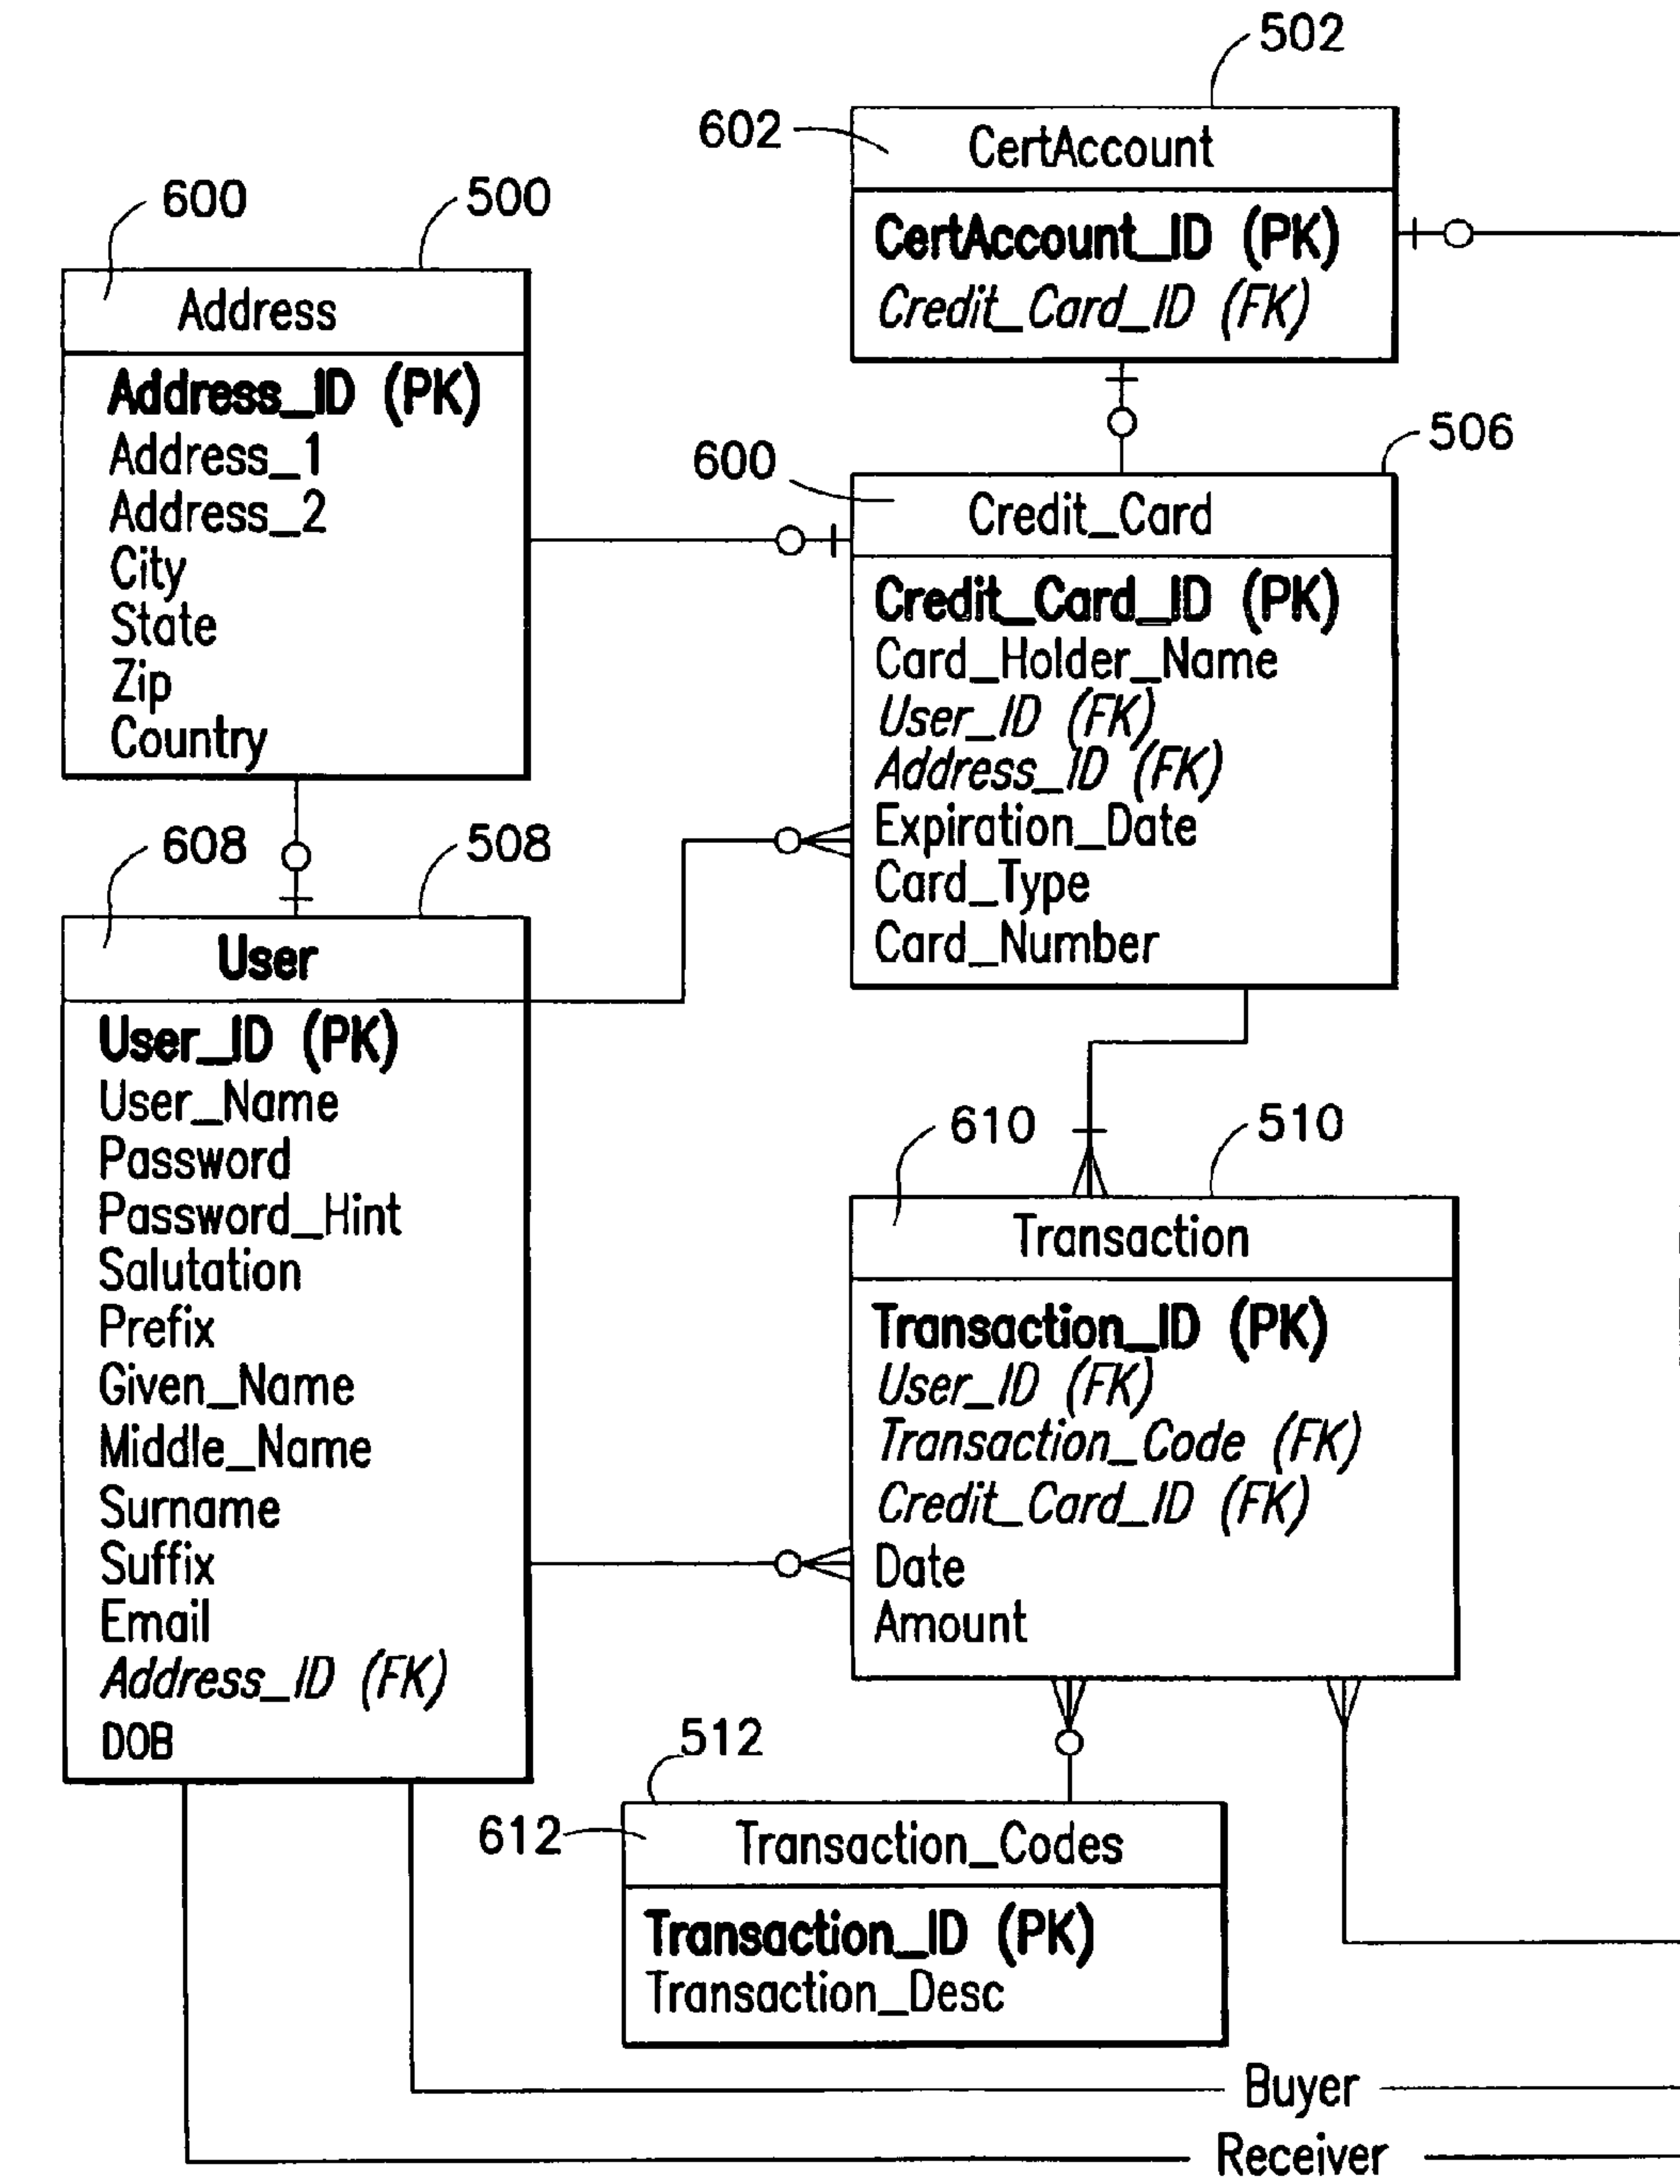 502
602
CertAccount
CertAccount_ID (PK)
Credit_Card_ID (FK)
600
500
Address
Address_ID (PK)
Address_1
Address_2
City
State
Zip
Country
600
506
Credit_Card
Credit_Card_ID (PK)
Card_Holder_Name
User_ID (FK)
Address_ID (FK)
Expiration_Date
Card_Type
Card_Number
608
508
User
User_ID (PK)
User_Name
Password
Password_Hint
Salutation
Prefix
Given_Name
Middle_Name
Surname
Suffix
Email
Address_ID (FK)
DOB
610
510
Transaction
Transaction_ID (PK)
User_ID (FK)
Transaction_Code (FK)
Credit_Card_ID (FK)
Date
Amount
512
612
Transaction_Codes
Transaction_ID (PK)
Transaction_Desc
Buyer
Receiver